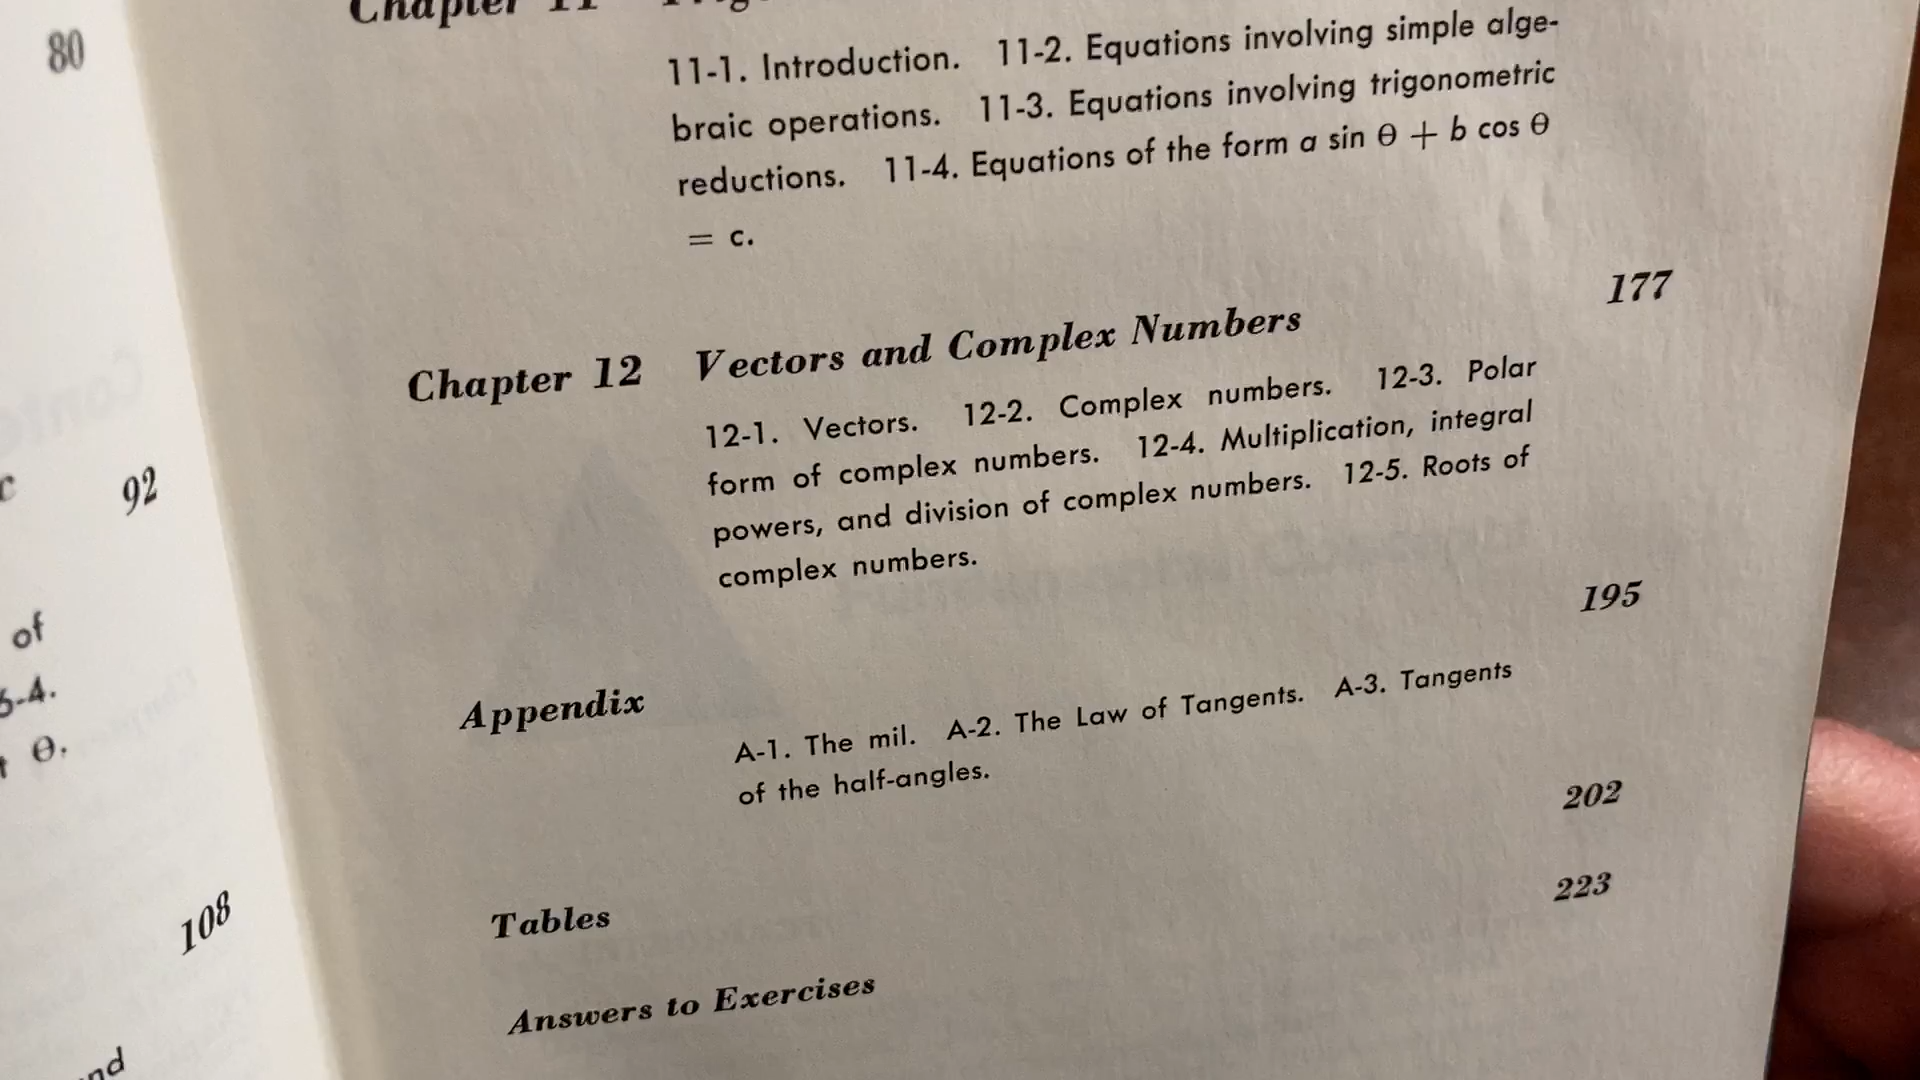 80
Chapter 11
11-1. Introduction. 11-2. Equations involving simple alge-
braic operations. 11-3. Equations involving trigonometric
reductions. 11-4. Equations of the form a sin θ + b cos θ
= c.
Chapter 12 Vectors and Complex Numbers 177
12-1. Vectors. 12-2. Complex numbers. 12-3. Polar
form of complex numbers. 12-4. Multiplication, integral
powers, and division of complex numbers. 12-5. Roots of
complex numbers.
Appendix 195
A-1. The mil. A-2. The Law of Tangents. A-3. Tangents
of the half-angles.
Tables 202
Answers to Exercises 223
92
of
6-4.
θ.
108